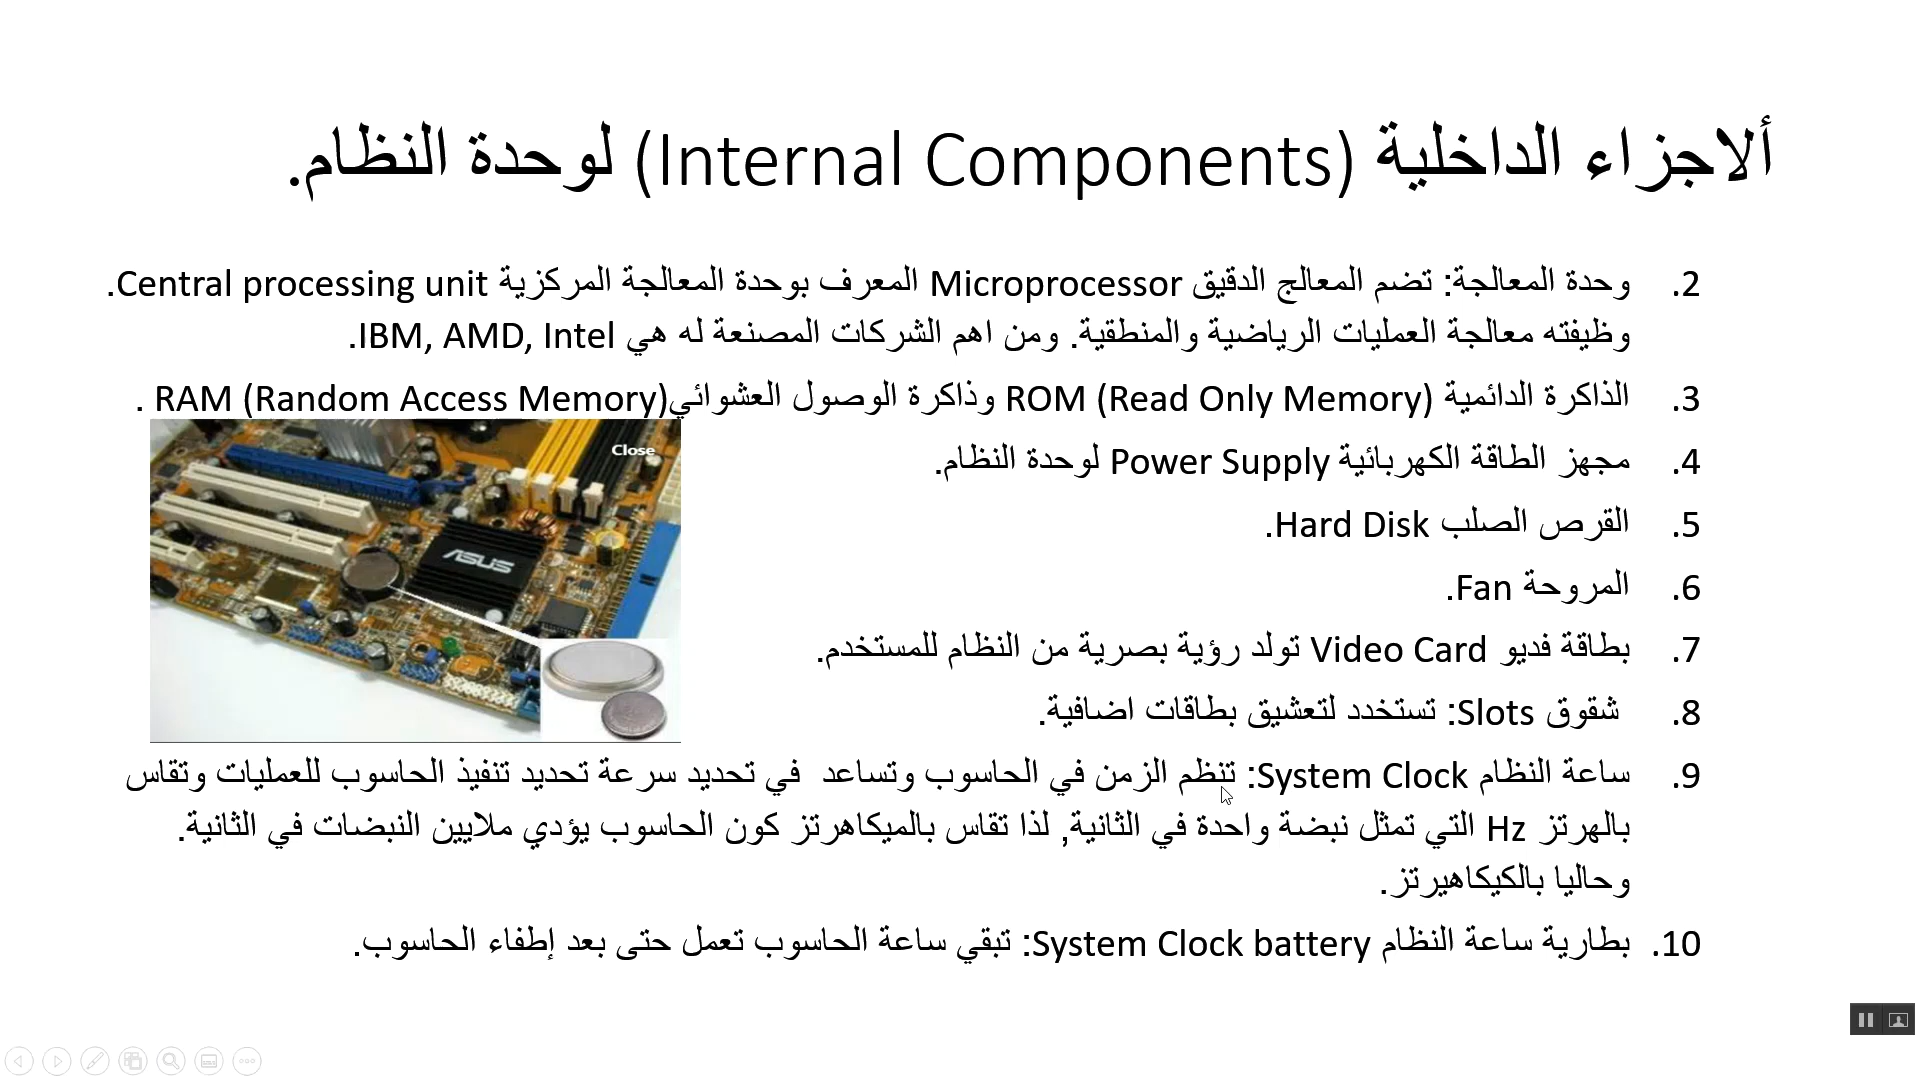 ألاجزاء الداخلية (Internal Components) لوحدة النظام.
2. وحدة المعالجة: تضم المعالج الدقيق Microprocessor المعرف بوحدة المعالجة المركزية Central processing unit.
وظيفته معالجة العمليات الرياضية والمنطقية. ومن اهم الشركات المصنعة له هي IBM, AMD, Intel.
3. الذاكرة الدائمية ROM (Read Only Memory) وذاكرة الوصول العشوائي RAM (Random Access Memory) .
Close
4. مجهز الطاقة الكهربائية Power Supply لوحدة النظام.
5. القرص الصلب Hard Disk.
ASUS
6. المروحة Fan.
7. بطاقة فديو Video Card تولد رؤية بصرية من النظام للمستخدم.
8. شقوق Slots: تستخدد لتعشيق بطاقات اضافية.
9. ساعة النظام System Clock: تنظم الزمن في الحاسوب وتساعد في تحديد سرعة تحديد تنفيذ الحاسوب للعمليات وتقاس
بالهرتز Hz التي تمثل نبضة واحدة في الثانية, لذا تقاس بالميكاهرتز كون الحاسوب يؤدي ملايين النبضات في الثانية.
وحاليا بالكيكاهيرتز.
10. بطارية ساعة النظام System Clock battery: تبقي ساعة الحاسوب تعمل حتى بعد إطفاء الحاسوب.